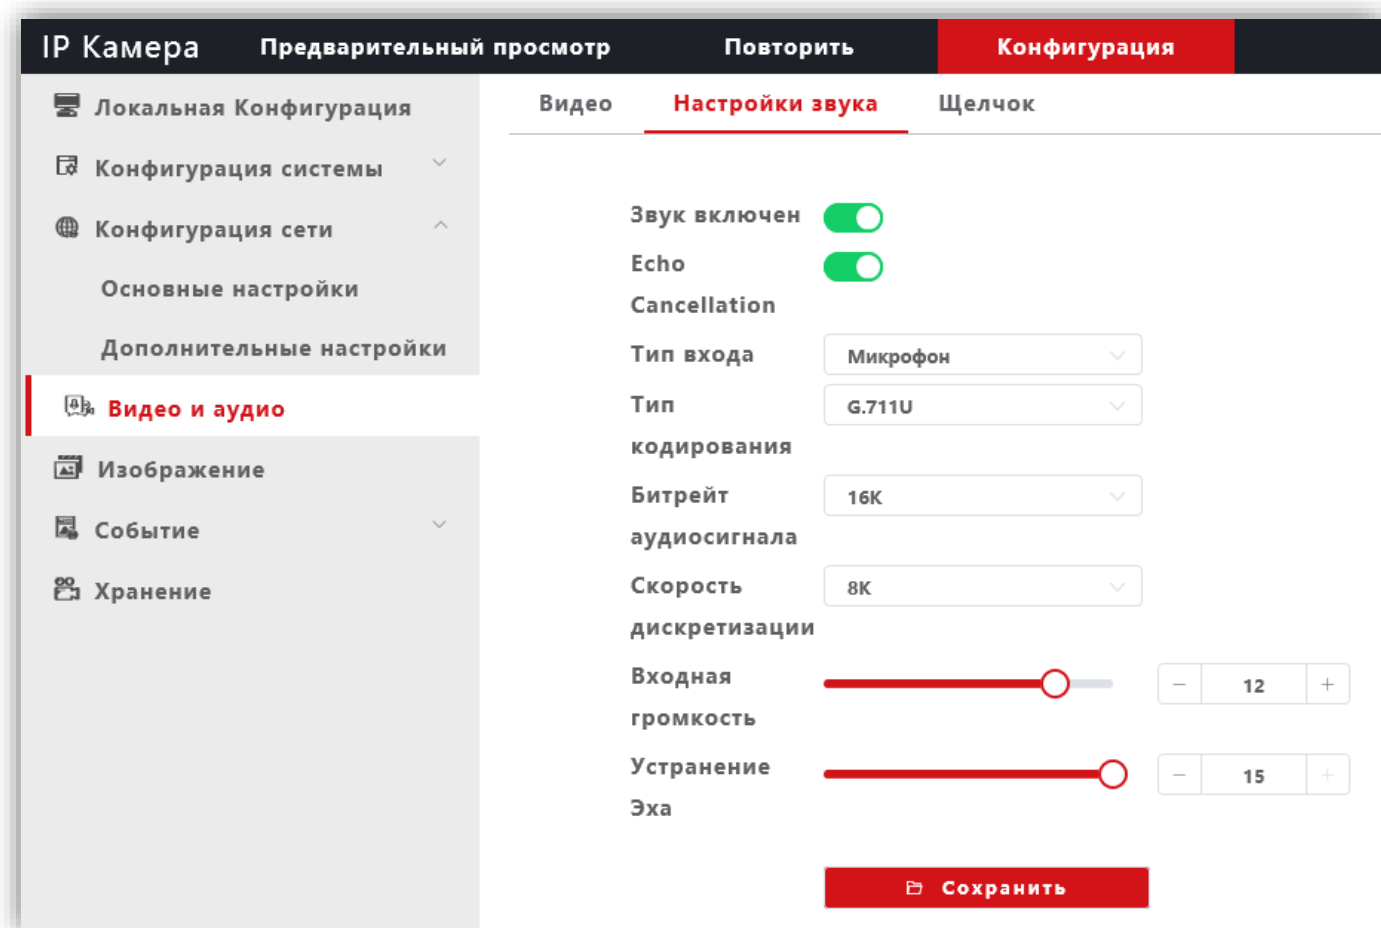 IP Камера Предварительный просмотр Повторить Конфигурация
Локальная Конфигурация
Конфигурация системы
Конфигурация сети
Основные настройки
Дополнительные настройки
Видео и аудио
Изображение
Событие
Хранение
Видео Настройки звука Щелчок
Звук включен
Echo
Cancellation
Тип входа Микрофон
Тип G.711U
кодирования
Битрейт 16K
аудиосигнала
Скорость 8K
дискретизации
Входная − 12 +
громкость
Устранение − 15 +
Эха
Сохранить